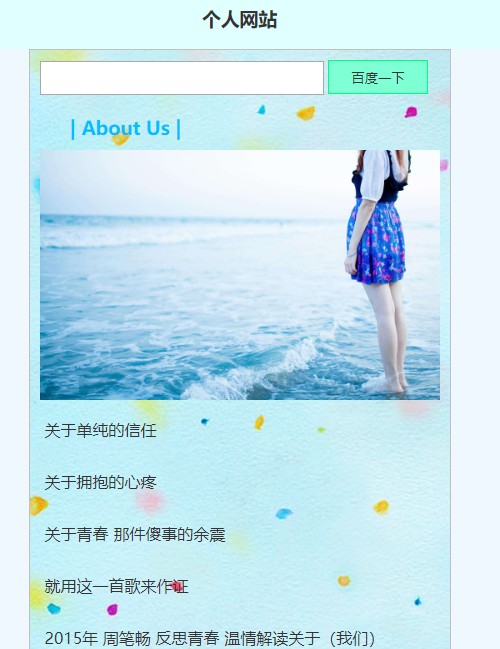 个人网站
百度一下
| About Us |
关于单纯的信任
关于拥抱的心疼
关于青春 那件傻事的余震
就用这一首歌来作证
2015年 周笔畅 反思青春 温情解读关于（我们）